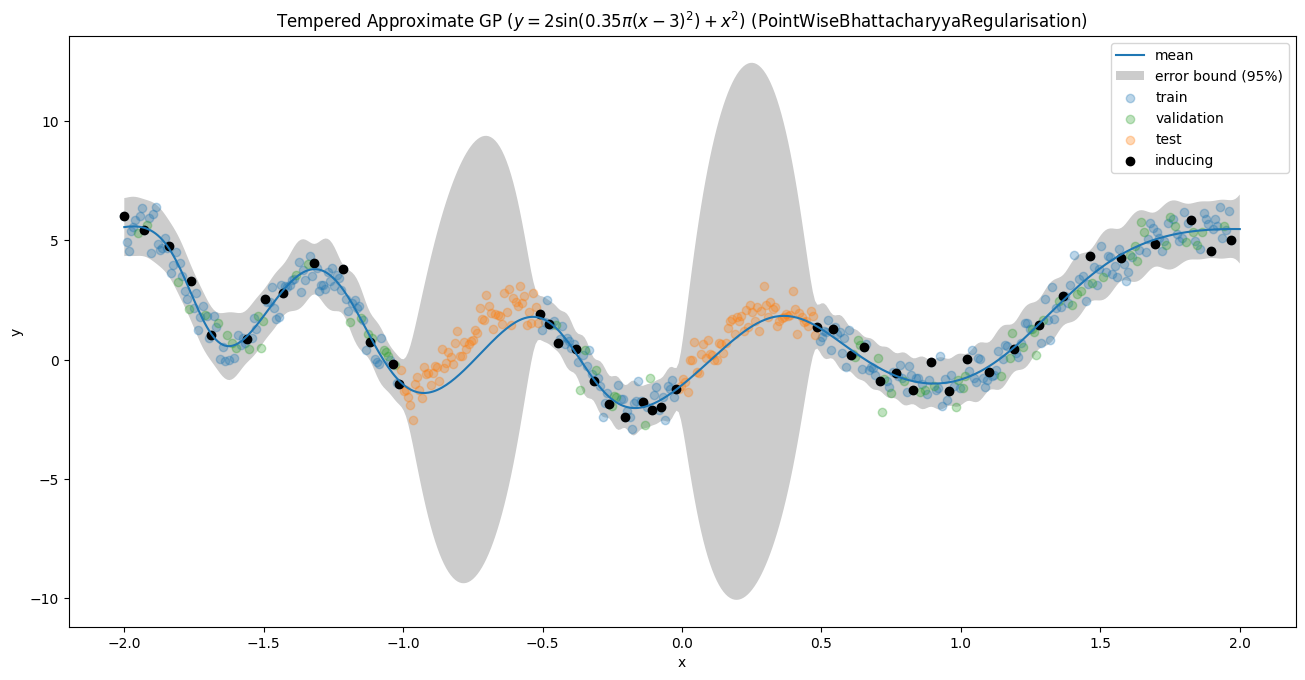 Tempered Approximate GP ($y = 2\sin(0.35\pi(x-3)^2) + x^2$) (PointWiseBhattacharyyaRegularisation)
mean
error bound (95%)
train
validation
test
inducing
10
5
0
−5
−10
y
−2.0 −1.5 −1.0 −0.5 0.0 0.5 1.0 1.5 2.0
x